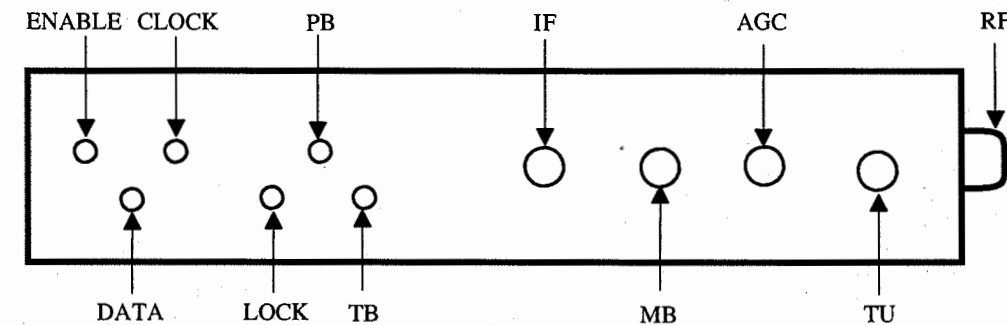 ENABLE CLOCK PB IF AGC RF
DATA LOCK TB MB TU